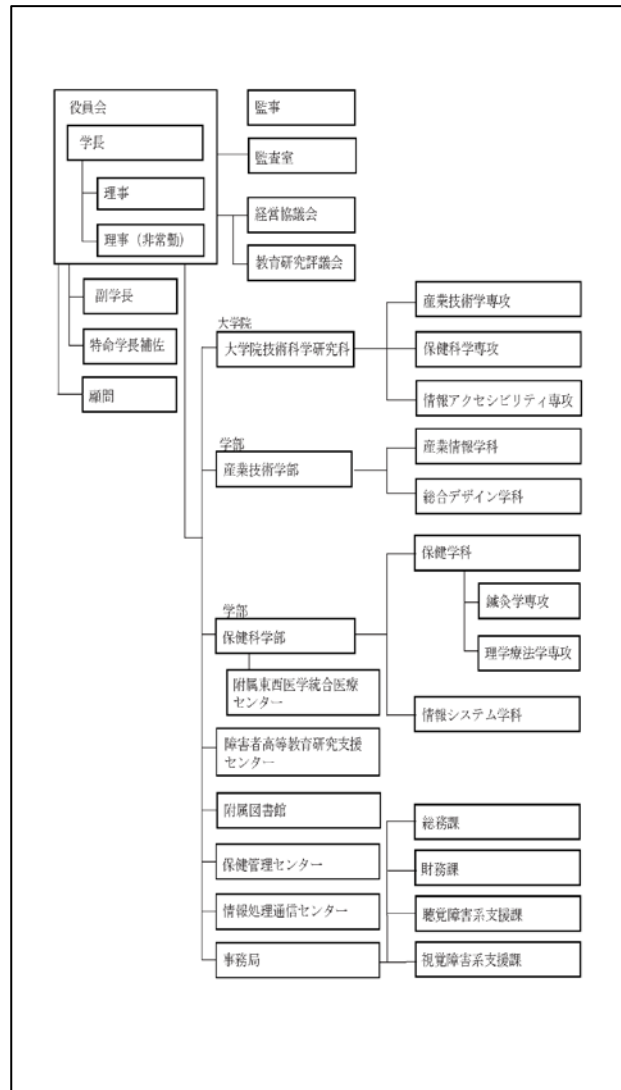 役員会
学長
理事
理事（非常勤）
監事
監査室
経営協議会
教育研究評議会
副学長
特命学長補佐
顧問
大学院
大学院技術科学研究科
産業技術学専攻
保健科学専攻
情報アクセシビリティ専攻
学部
産業技術学部
産業情報学科
総合デザイン学科
学部
保健科学部
附属東西医学統合医療
センター
保健学科
鍼灸学専攻
理学療法学専攻
情報システム学科
障害者高等教育研究支援
センター
附属図書館
保健管理センター
情報処理通信センター
事務局
総務課
財務課
聴覚障害系支援課
視覚障害系支援課